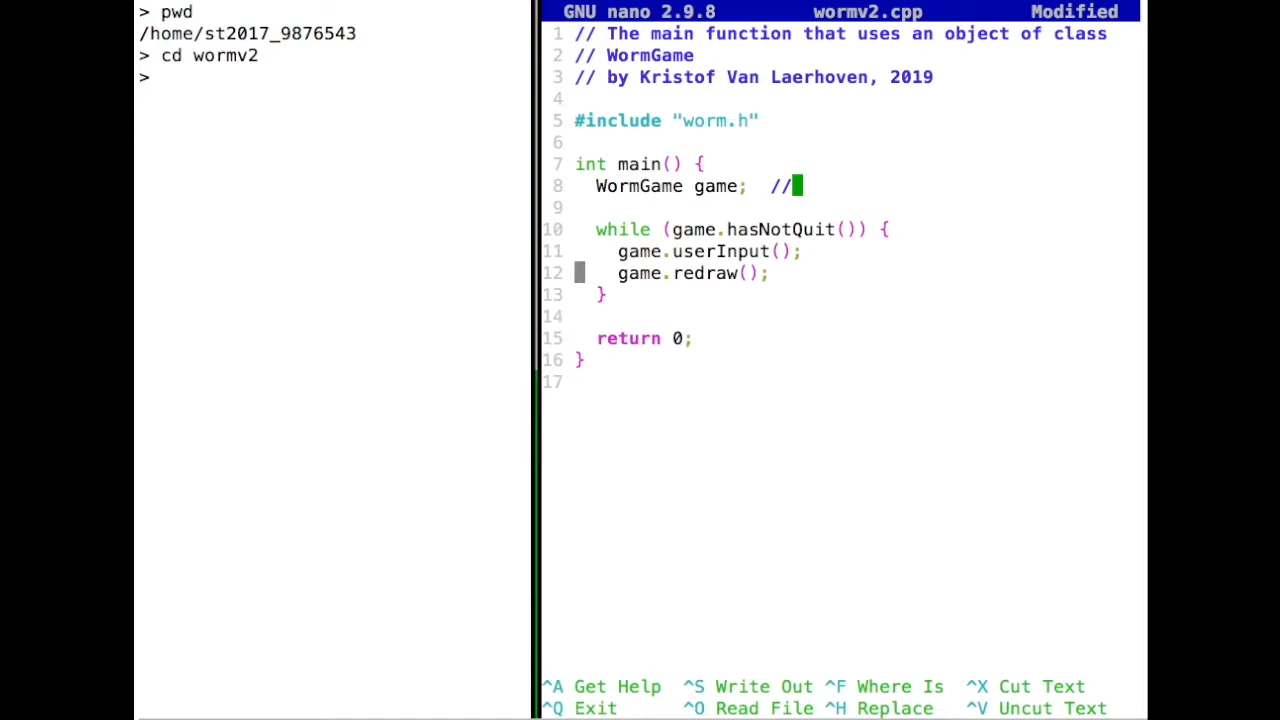 > pwd
/home/st2017_9876543
> cd wormv2
>
GNU nano 2.9.8 wormv2.cpp Modified
1 // The main function that uses an object of class
2 // WormGame
3 // by Kristof Van Laerhoven, 2019
4
5 #include "worm.h"
6
7 int main() {
8   WormGame game;  //
9
10   while (game.hasNotQuit()) {
11     game.userInput();
12     game.redraw();
13   }
14
15   return 0;
16 }
17
^A Get Help ^S Write Out ^F Where Is ^X Cut Text
^Q Exit ^O Read File ^H Replace ^V Uncut Text